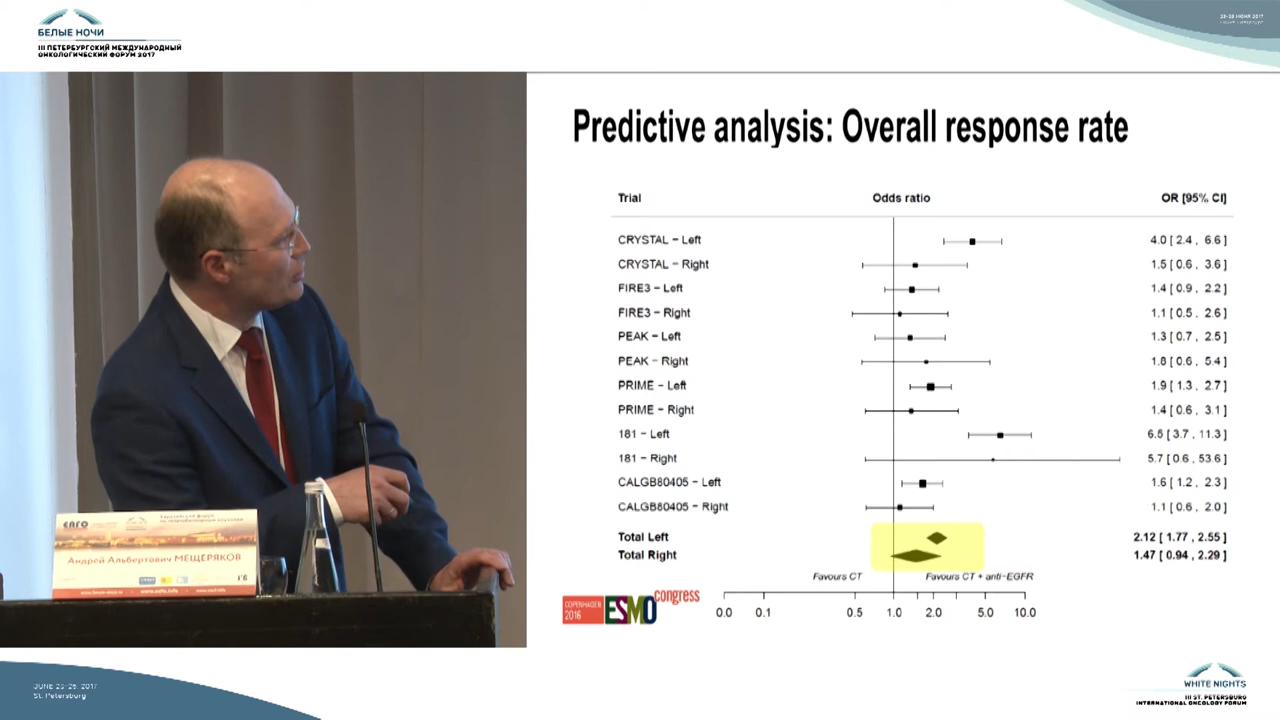 БЕЛЫЕ НОЧИ
III ПЕТЕРБУРГСКИЙ МЕЖДУНАРОДНЫЙ
ОНКОЛОГИЧЕСКИЙ ФОРУМ 2017
Predictive analysis: Overall response rate
Trial Odds ratio OR [95% CI]
CRYSTAL − Left 4.0 [ 2.4 , 6.6 ]
CRYSTAL − Right 1.5 [ 0.6 , 3.6 ]
FIRE3 − Left 1.4 [ 0.9 , 2.2 ]
FIRE3 − Right 1.1 [ 0.5 , 2.6 ]
PEAK − Left 1.3 [ 0.7 , 2.5 ]
PEAK − Right 1.8 [ 0.6 , 5.4 ]
PRIME − Left 1.9 [ 1.3 , 2.7 ]
PRIME − Right 1.4 [ 0.6 , 3.1 ]
181 − Left 6.5 [ 3.7 , 11.3 ]
181 − Right 5.7 [ 0.6 , 53.6 ]
CALGB80405 − Left 1.6 [ 1.2 , 2.3 ]
CALGB80405 − Right 1.1 [ 0.6 , 2.0 ]
Total Left 2.12 [ 1.77 , 2.55 ]
Total Right 1.47 [ 0.94 , 2.29 ]
Favours CT Favours CT + anti−EGFR
0.0 0.1 0.5 1.0 2.0 5.0 10.0
COPENHAGEN
2016
ESMO congress
Андрей Альбертович МЕЩЕРЯКОВ
St. Petersburg
WHITE NIGHTS
III ST. PETERSBURG
INTERNATIONAL ONCOLOGY FORUM